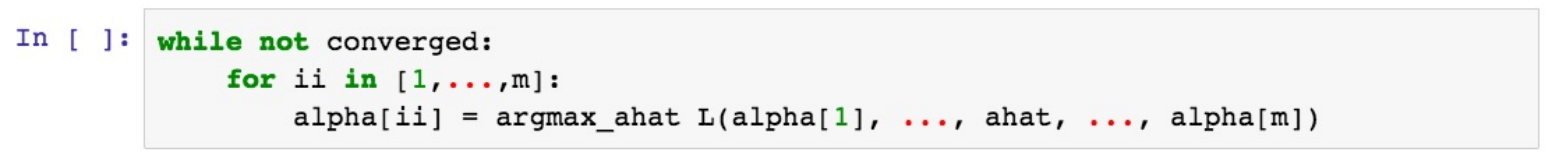 In [ ]: while not converged:
for ii in [1,...,m]:
alpha[ii] = argmax_ahat L(alpha[1], ..., ahat, ..., alpha[m])